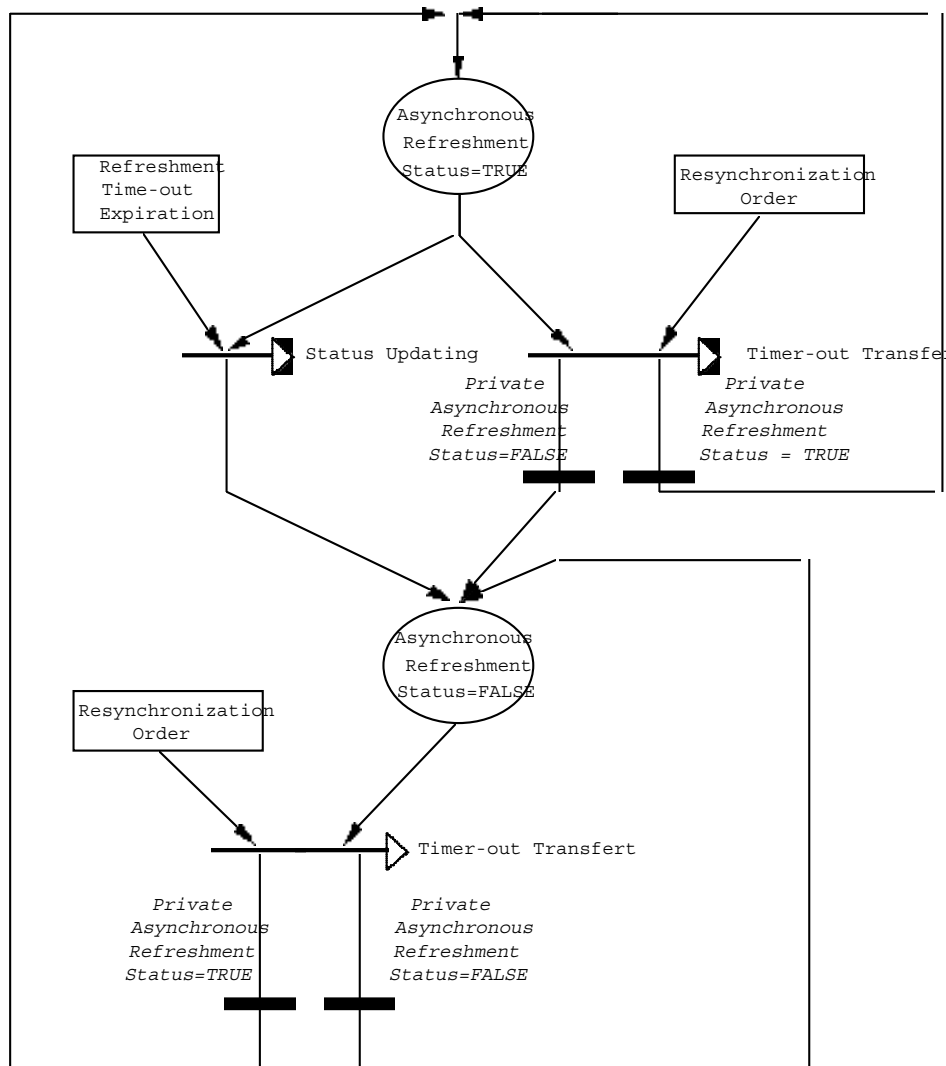 Asynchronous
Refreshment
Status=TRUE
Refreshment
Time-out
Expiration
Resynchronization
Order
Status Updating
Timer-out Transfer
Private
Asynchronous
Refreshment
Status=FALSE
Private
Asynchronous
Refreshment
Status = TRUE
Asynchronous
Refreshment
Status=FALSE
Resynchronization
Order
Timer-out Transfert
Private
Asynchronous
Refreshment
Status=TRUE
Private
Asynchronous
Refreshment
Status=FALSE